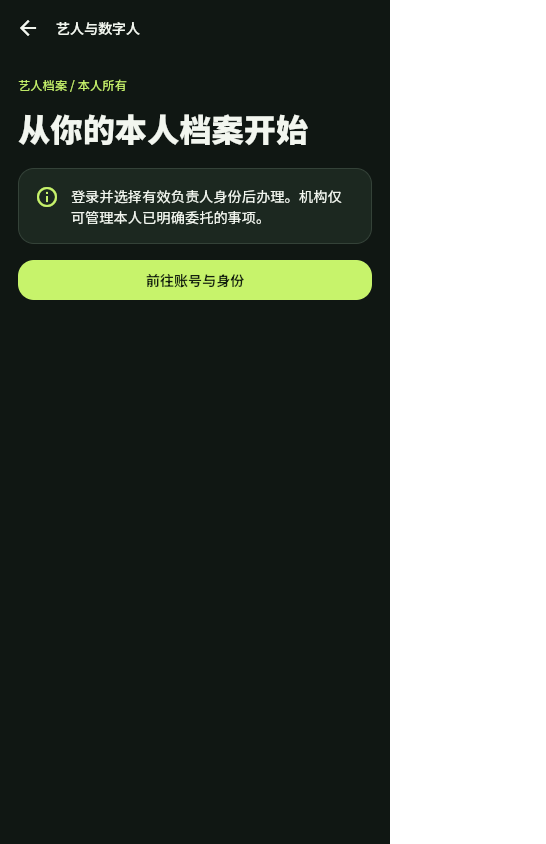 艺人与数字人
艺人档案 / 本人所有
从你的本人档案开始
登录并选择有效负责人身份后办理。机构仅
可管理本人已明确委托的事项。
前往账号与身份